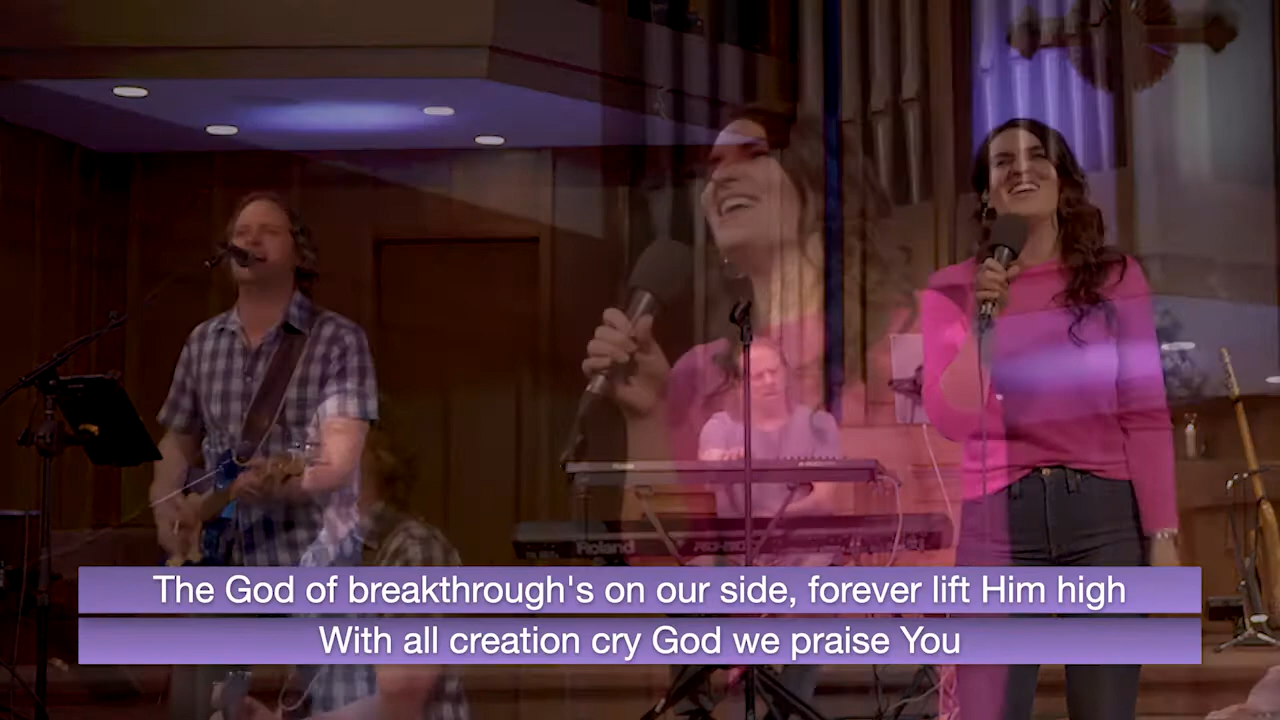 Roland
The God of breakthrough's on our side, forever lift Him high
With all creation cry God we praise You